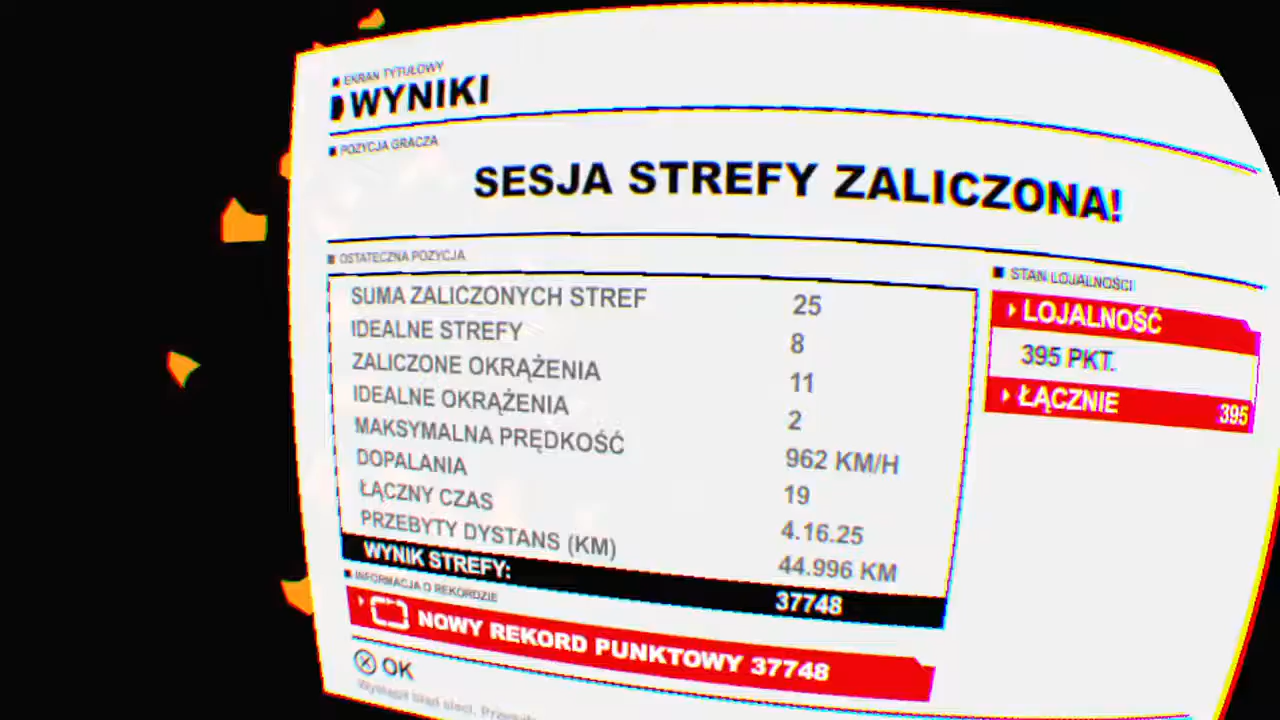 EKRAN TYTUŁOWY
WYNIKI
POZYCJA GRACZA
SESJA STREFY ZALICZONA!
OSTATECZNA POZYCJA
SUMA ZALICZONYCH STREF 25
IDEALNE STREFY 8
ZALICZONE OKRĄŻENIA 11
IDEALNE OKRĄŻENIA 2
MAKSYMALNA PRĘDKOŚĆ 962 KM/H
DOPALANIA 19
ŁĄCZNY CZAS 4.16.25
PRZEBYTY DYSTANS (KM) 44.996 KM
WYNIK STREFY: 37748
STAN LOJALNOŚCI
LOJALNOŚĆ
395 PKT.
ŁĄCZNIE 395
INFORMACJA O REKORDZIE
NOWY REKORD PUNKTOWY 37748
OK
Wystąpił błąd sieci.